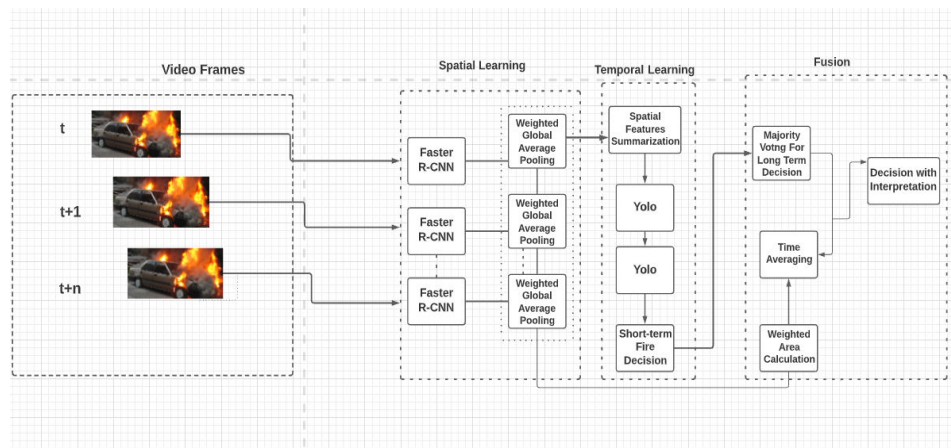 Video Frames
Spatial Learning
Temporal Learning
Fusion
t
t+1
t+n
Faster
R-CNN
Faster
R-CNN
Faster
R-CNN
Weighted
Global
Average
Pooling
Weighted
Global
Average
Pooling
Weighted
Global
Average
Pooling
Spatial
Features
Summarization
Yolo
Yolo
Short-term
Fire
Decision
Majority
Votng For
Long Term
Decision
Decision with
Interpretation
Time
Averaging
Weighted
Area
Calculation